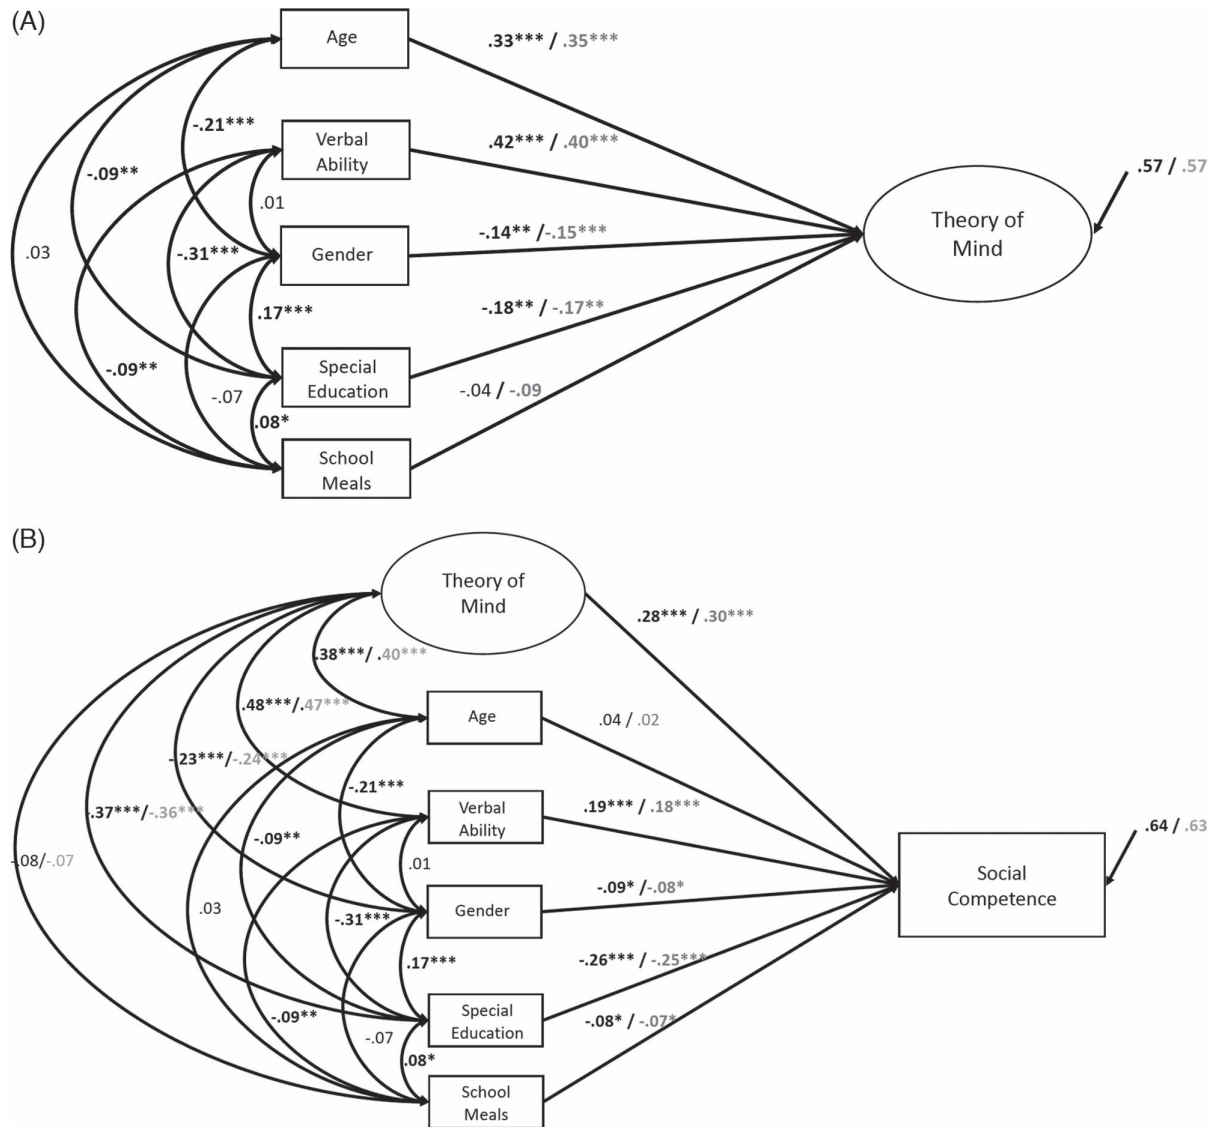 (A)
Age
.33*** / .35***
-.21***
Verbal
Ability
.42*** / .40***
-.09**
.57 / .57
.01
Theory of
Mind
.03
-.31***
Gender
-.14** /-.15***
.17***
-.18** / -.17**
-.09**
Special
Education
-.07
-.04 / -.09
.08*
School
Meals
(B)
Theory of
Mind
.28*** / .30***
.38***/ .40***
.48***/.47***
Age
.04 / .02
-.23***/-.24***
-.21***
-.37***/-.36***
Verbal
Ability
.19*** / .18***
-.09**
.64 / .63
-.08/-.07
.01
Social
Competence
-.09* /-.08*
.03
-.31***
Gender
.17***
-.26*** / -.25***
-.09**
Special
Education
-.08* / -.07*
-.07
.08*
School
Meals